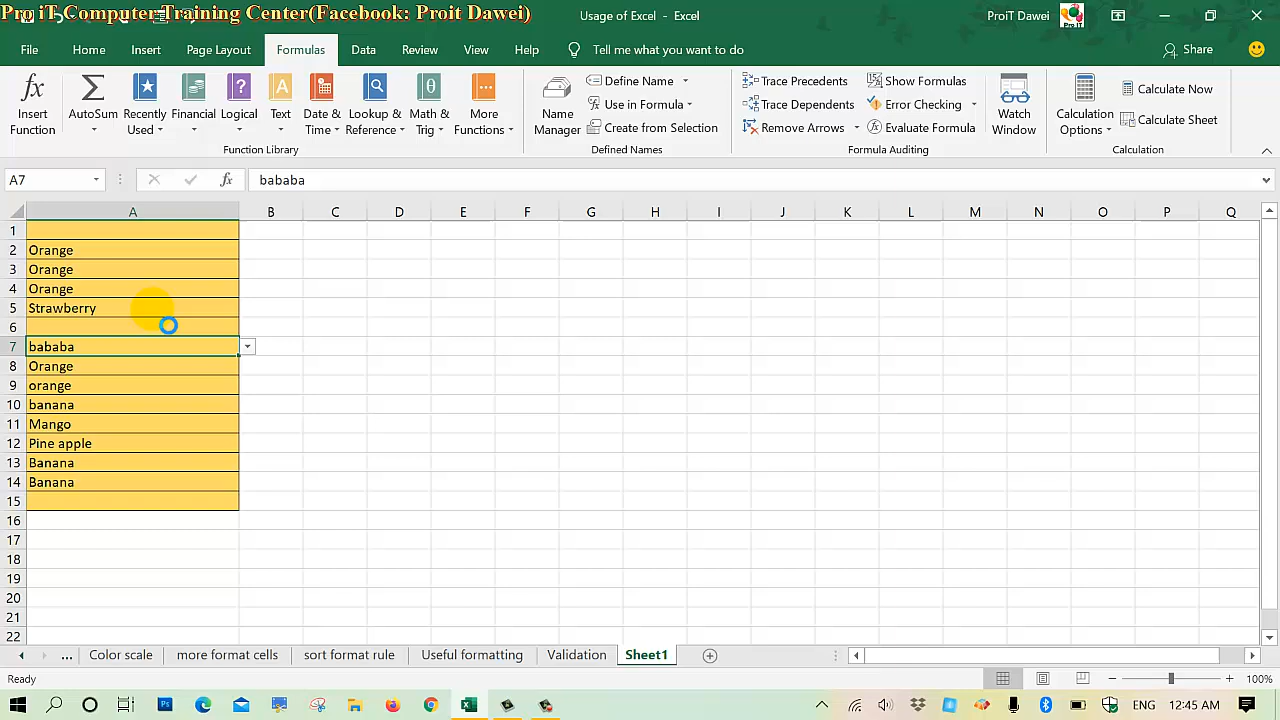 Pro iT Computer Training Center(Facebook: Proit Dawei)
Usage of Excel - Excel
ProIT Dawei
File Home Insert Page Layout Formulas Data Review View Help Tell me what you want to do Share
Insert Function
AutoSum
Recently Used
Financial
Logical
Text
Date & Time
Lookup & Reference
Math & Trig
More Functions
Function Library
Name Manager
Define Name
Use in Formula
Create from Selection
Defined Names
Trace Precedents
Trace Dependents
Remove Arrows
Show Formulas
Error Checking
Evaluate Formula
Formula Auditing
Watch Window
Calculation Options
Calculate Now
Calculate Sheet
Calculation
A7 fx bababa
A B C D E F G H I J K L M N O P Q
1
2 Orange
3 Orange
4 Orange
5 Strawberry
6
7 bababa
8 Orange
9 orange
10 banana
11 Mango
12 Pine apple
13 Banana
14 Banana
15
16
17
18
19
20
21
22
... Color scale more format cells sort format rule Useful formatting Validation Sheet1
Ready 100%
ENG 12:45 AM